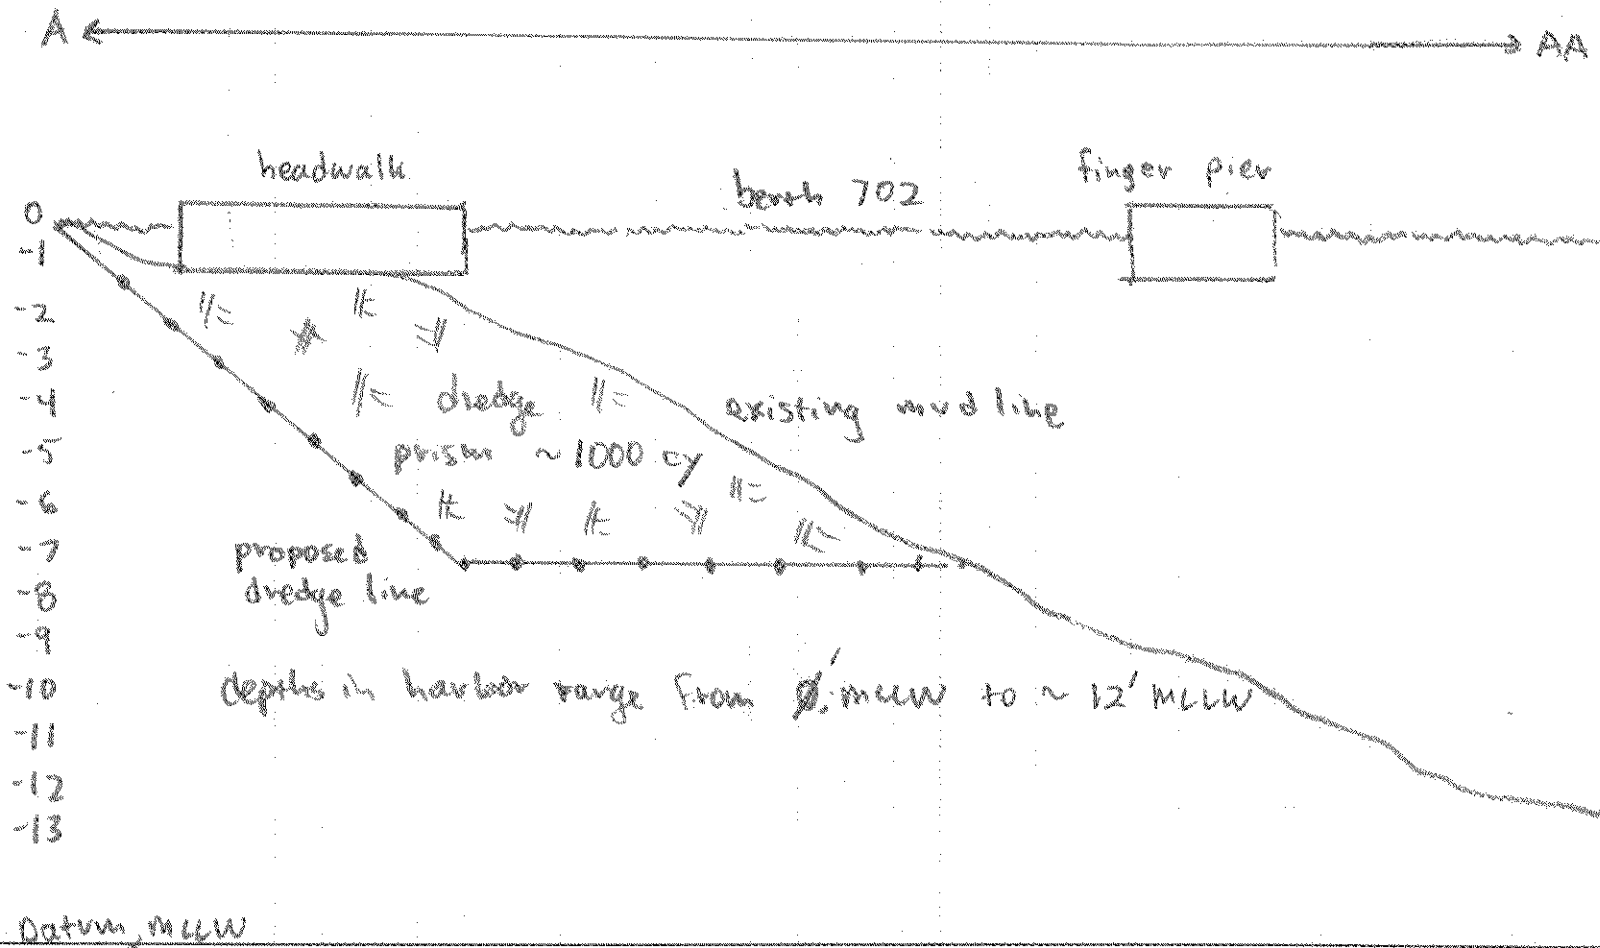 A AA
headwalk
finger pier
berth 702
0
-1
-2
-3
-4
-5
-6
-7
-8
-9
-10
-11
-12
-13
existing mud line
dredge
prism ~1000 cy
proposed
dredge line
depths in harbor range from 0' MLLW to ~ 12' MLLW
Datum, MLLW